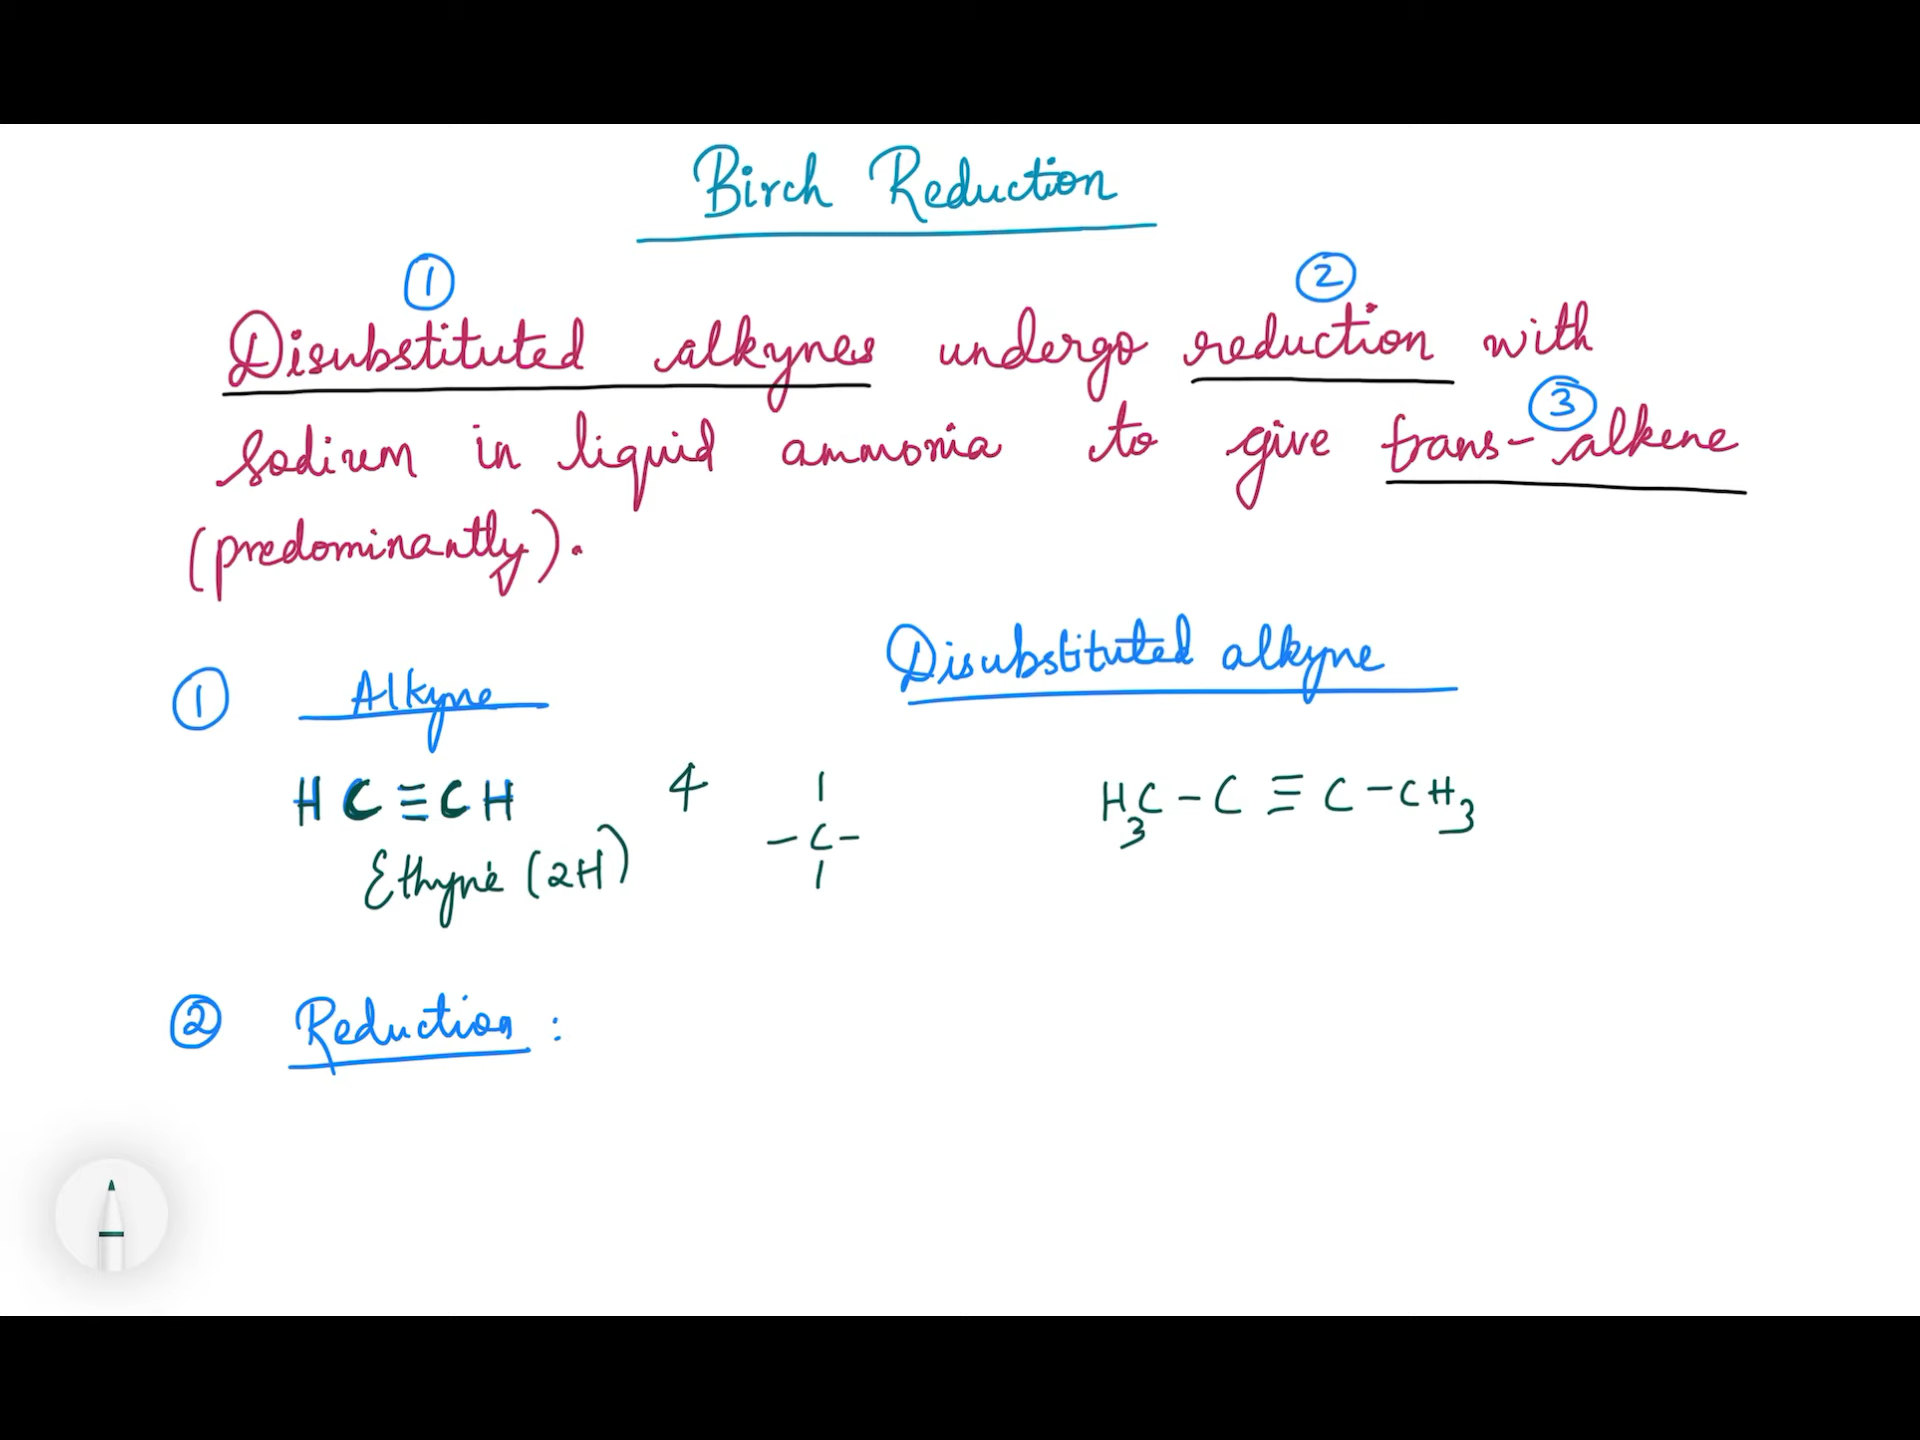 Birch Reduction
① ②
Disubstituted alkynes undergo reduction with
③
sodium in liquid ammonia to give trans-alkene
(predominantly).
Disubstituted alkyne
① Alkyne
HC≡CH 4 -C- H₃C-C≡C-CH₃
Ethyne (2H)
② Reduction :